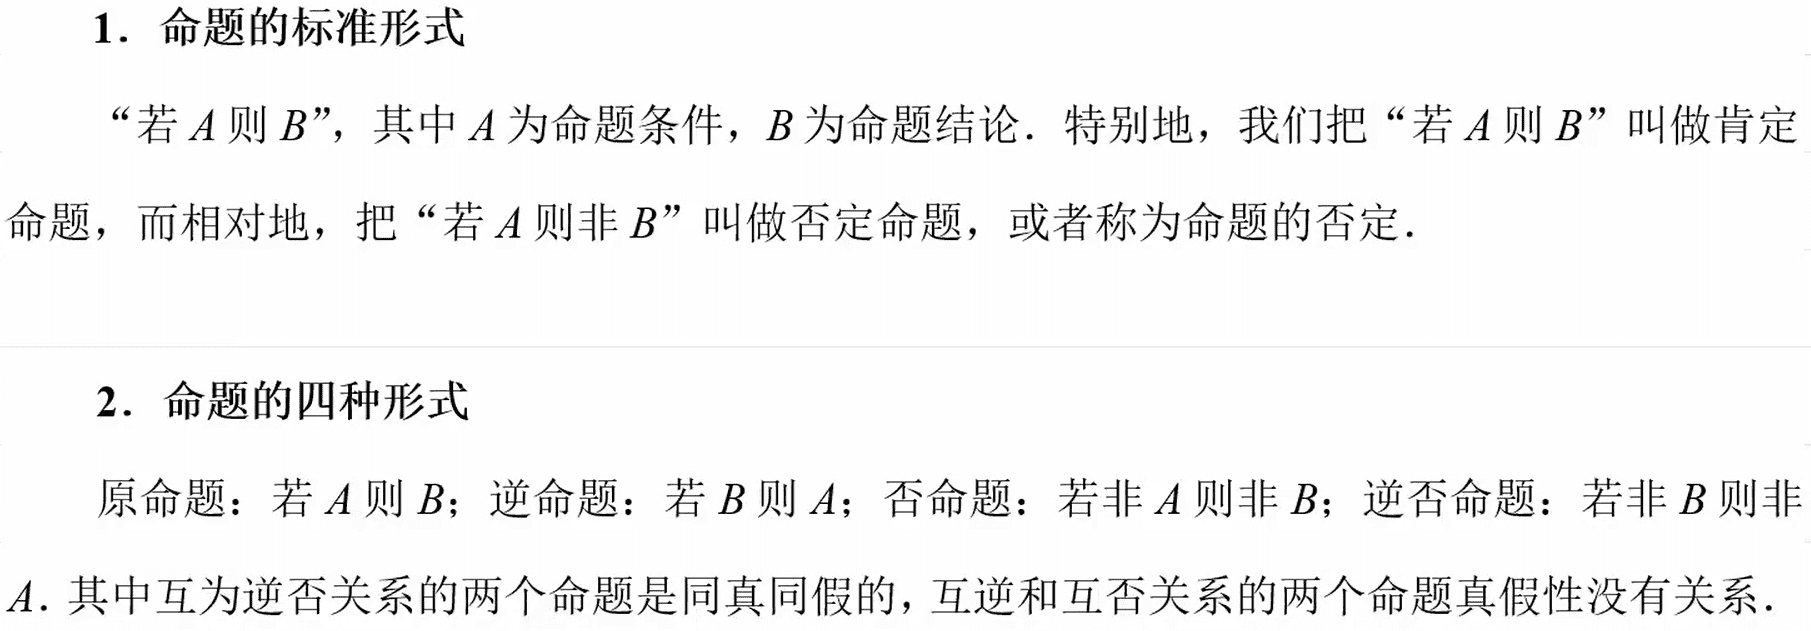 1．命题的标准形式
“若 A 则 B”，其中 A 为命题条件，B 为命题结论．特别地，我们把“若 A 则 B”叫做肯定
命题，而相对地，把“若 A 则非 B”叫做否定命题，或者称为命题的否定．
2．命题的四种形式
原命题：若 A 则 B；逆命题：若 B 则 A；否命题：若非 A 则非 B；逆否命题：若非 B 则非
A．其中互为逆否关系的两个命题是同真同假的，互逆和互否关系的两个命题真假性没有关系．